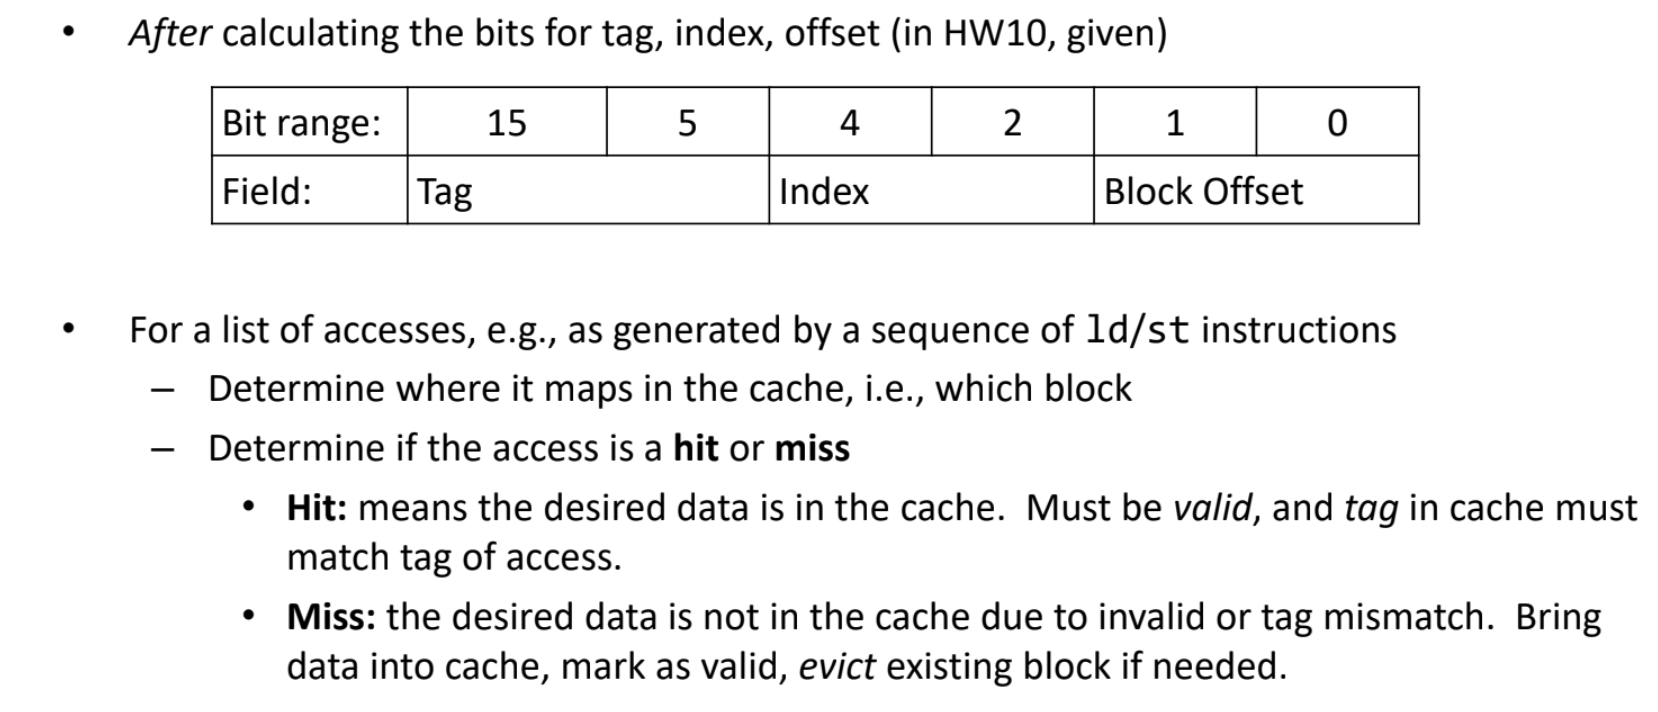 • After calculating the bits for tag, index, offset (in HW10, given)
Bit range: 15 5 4 2 1 0
Field: Tag Index Block Offset
• For a list of accesses, e.g., as generated by a sequence of ld/st instructions
– Determine where it maps in the cache, i.e., which block
– Determine if the access is a hit or miss
• Hit: means the desired data is in the cache. Must be valid, and tag in cache must
match tag of access.
• Miss: the desired data is not in the cache due to invalid or tag mismatch. Bring
data into cache, mark as valid, evict existing block if needed.